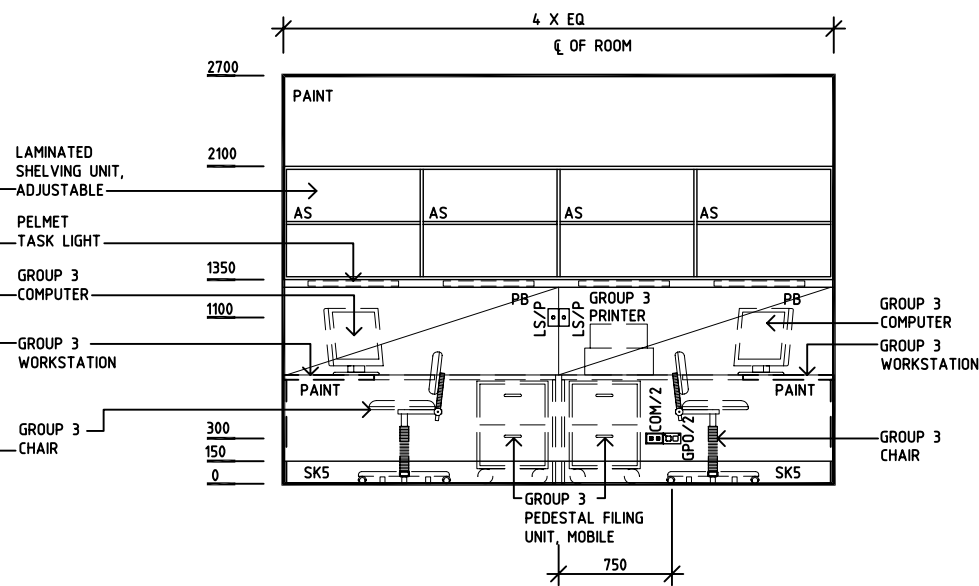 4 X EQ
℄ OF ROOM
2700
PAINT
2100
LAMINATED
SHELVING UNIT,
ADJUSTABLE
AS
AS
AS
AS
PELMET
TASK LIGHT
1350
GROUP 3
COMPUTER
1100
PB
LS/P
LS/P
GROUP 3
PRINTER
PB
GROUP 3
COMPUTER
GROUP 3
WORKSTATION
GROUP 3
WORKSTATION
PAINT
PAINT
COM/2
GPO/2
GROUP 3
CHAIR
300
150
0
SK5
SK5
GROUP 3
CHAIR
GROUP 3
PEDESTAL FILING
UNIT, MOBILE
750